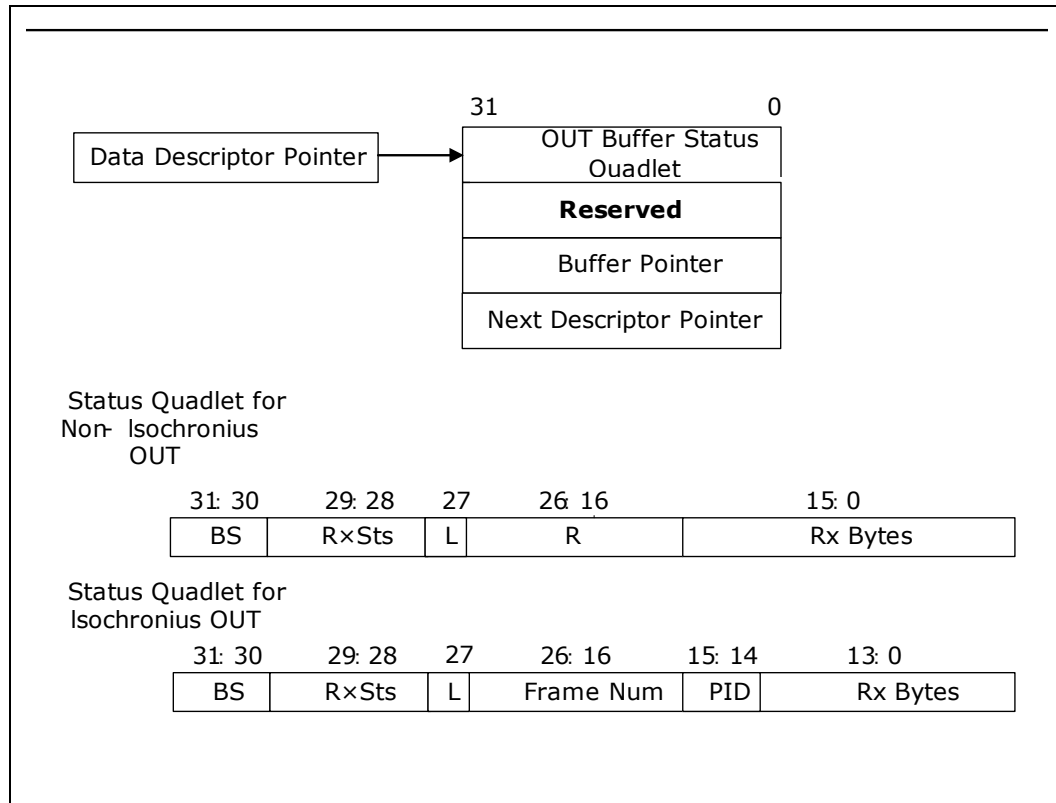 31 0
Data Descriptor Pointer
OUT Buffer Status
Ouadlet
Reserved
Buffer Pointer
Next Descriptor Pointer
Status Quadlet for
Non- Isochronius
OUT
31: 30 29: 28 27 26: 16 15: 0
BS R×Sts L R Rx Bytes
Status Quadlet for
Isochronius OUT
31: 30 29: 28 27 26: 16 15: 14 13: 0
BS R×Sts L Frame Num PID Rx Bytes